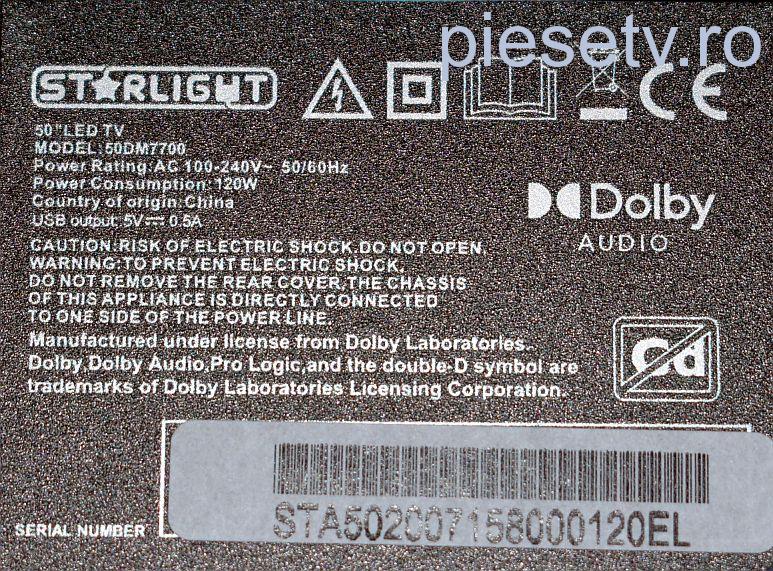 piesetv.ro
STARLIGHT
50"LED TV
MODEL:50DM7700
Power Rating:AC 100-240V~ 50/60Hz
Power Consumption:120W
Country of origin:China
USB output: 5V⎓ 0.5A
CE
Dolby
AUDIO
CAUTION:RISK OF ELECTRIC SHOCK.DO NOT OPEN.
WARNING:TO PREVENT ELECTRIC SHOCK,
DO NOT REMOVE THE REAR COVER,THE CHASSIS
OF THIS APPLIANCE IS DIRECTLY CONNECTED
TO ONE SIDE OF THE POWER LINE.
Manufactured under license from Dolby Laboratories.
Dolby,Dolby Audio,Pro Logic,and the double-D symbol are
trademarks of Dolby Laboratories Licensing Corporation.
Cd
SERIAL NUMBER
STA502007158000120EL